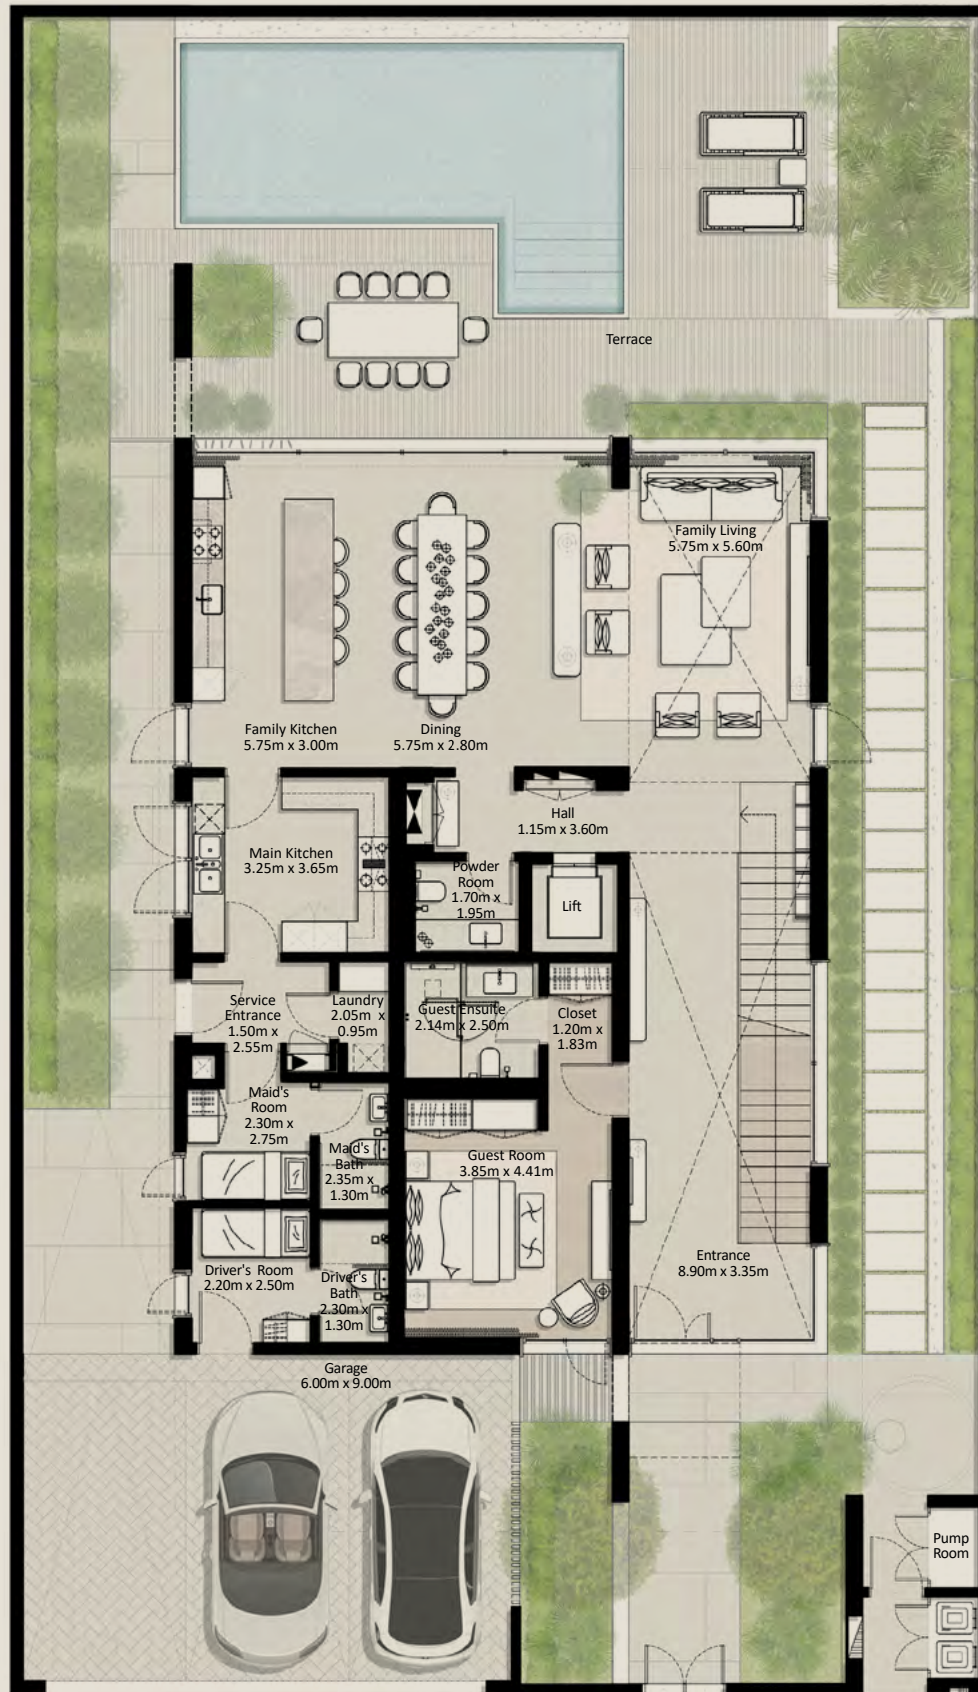 Terrace
Family Living
5.75m x 5.60m
Family Kitchen
5.75m x 3.00m
Dining
5.75m x 2.80m
Hall
1.15m x 3.60m
Main Kitchen
3.25m x 3.65m
Powder
Room
1.70m x
1.95m
Lift
Service
Entrance
1.50m x
2.55m
Laundry
2.05m x
0.95m
Guest Ensuite
2.14m x 2.50m
Closet
1.20m x
1.83m
Maid's
Room
2.30m x
2.75m
Maid's
Bath
2.35m x
1.30m
Guest Room
3.85m x 4.41m
Driver's Room
2.20m x 2.50m
Driver's
Bath
2.30m x
1.30m
Entrance
8.90m x 3.35m
Garage
6.00m x 9.00m
Pump
Room